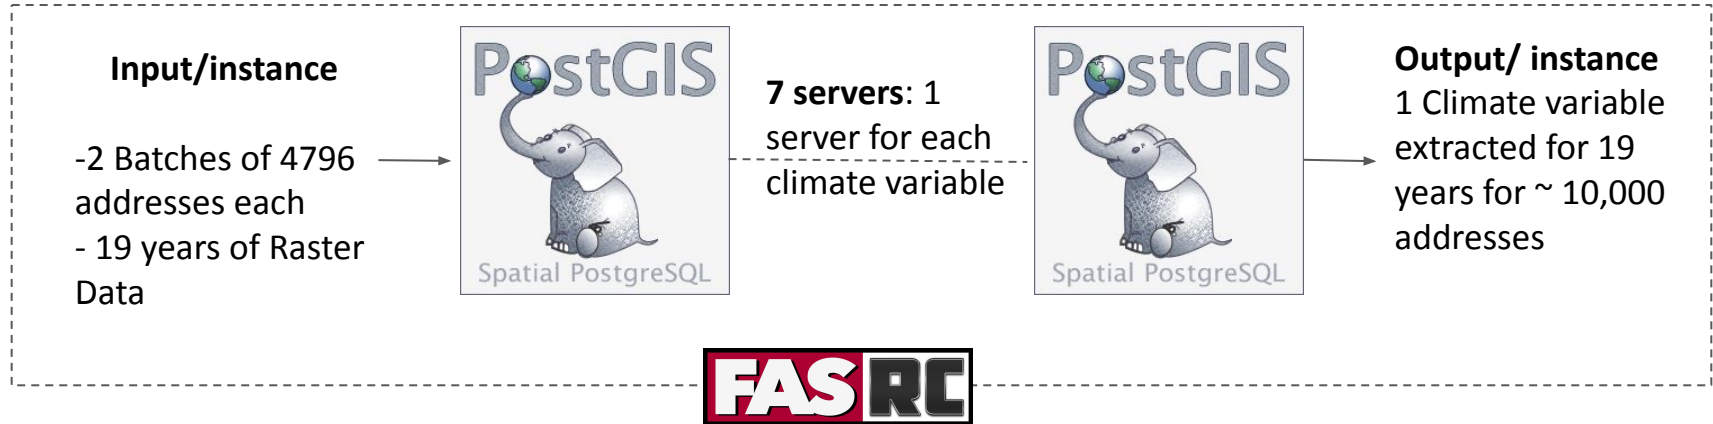 Input/instance
-2 Batches of 4796
addresses each
- 19 years of Raster
Data
PostGIS
Spatial PostgreSQL
7 servers: 1
server for each
climate variable
PostGIS
Spatial PostgreSQL
Output/ instance
1 Climate variable
extracted for 19
years for ~ 10,000
addresses
FASRC